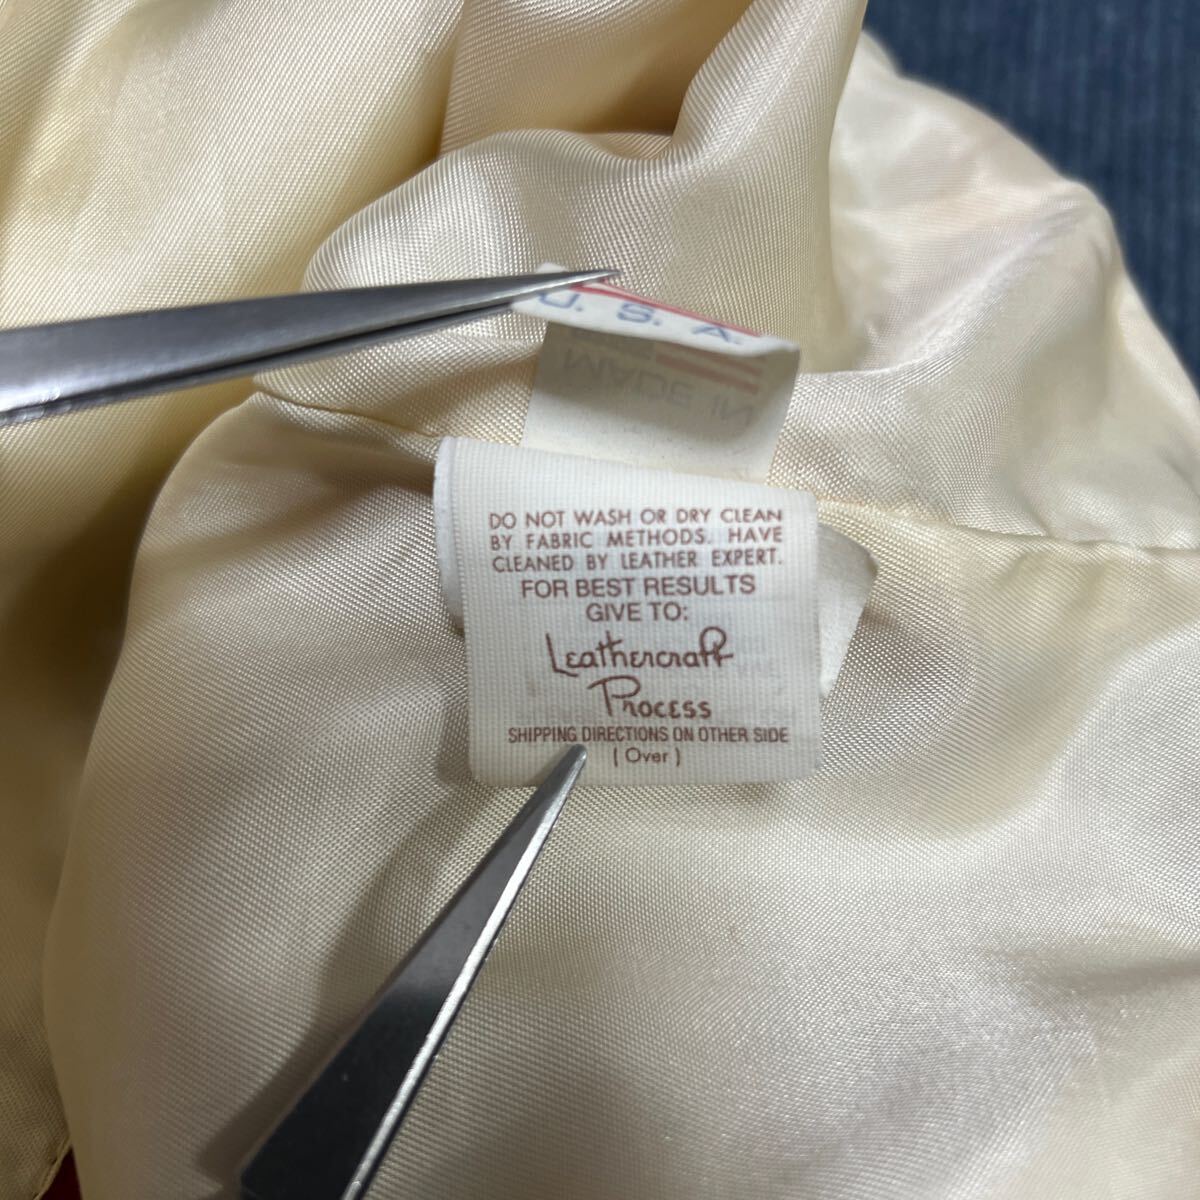 U. S. A.
MADE IN
DO NOT WASH OR DRY CLEAN
BY FABRIC METHODS. HAVE
CLEANED BY LEATHER EXPERT.
FOR BEST RESULTS
GIVE TO:
Leathercraft
Process
SHIPPING DIRECTIONS ON OTHER SIDE
( Over )